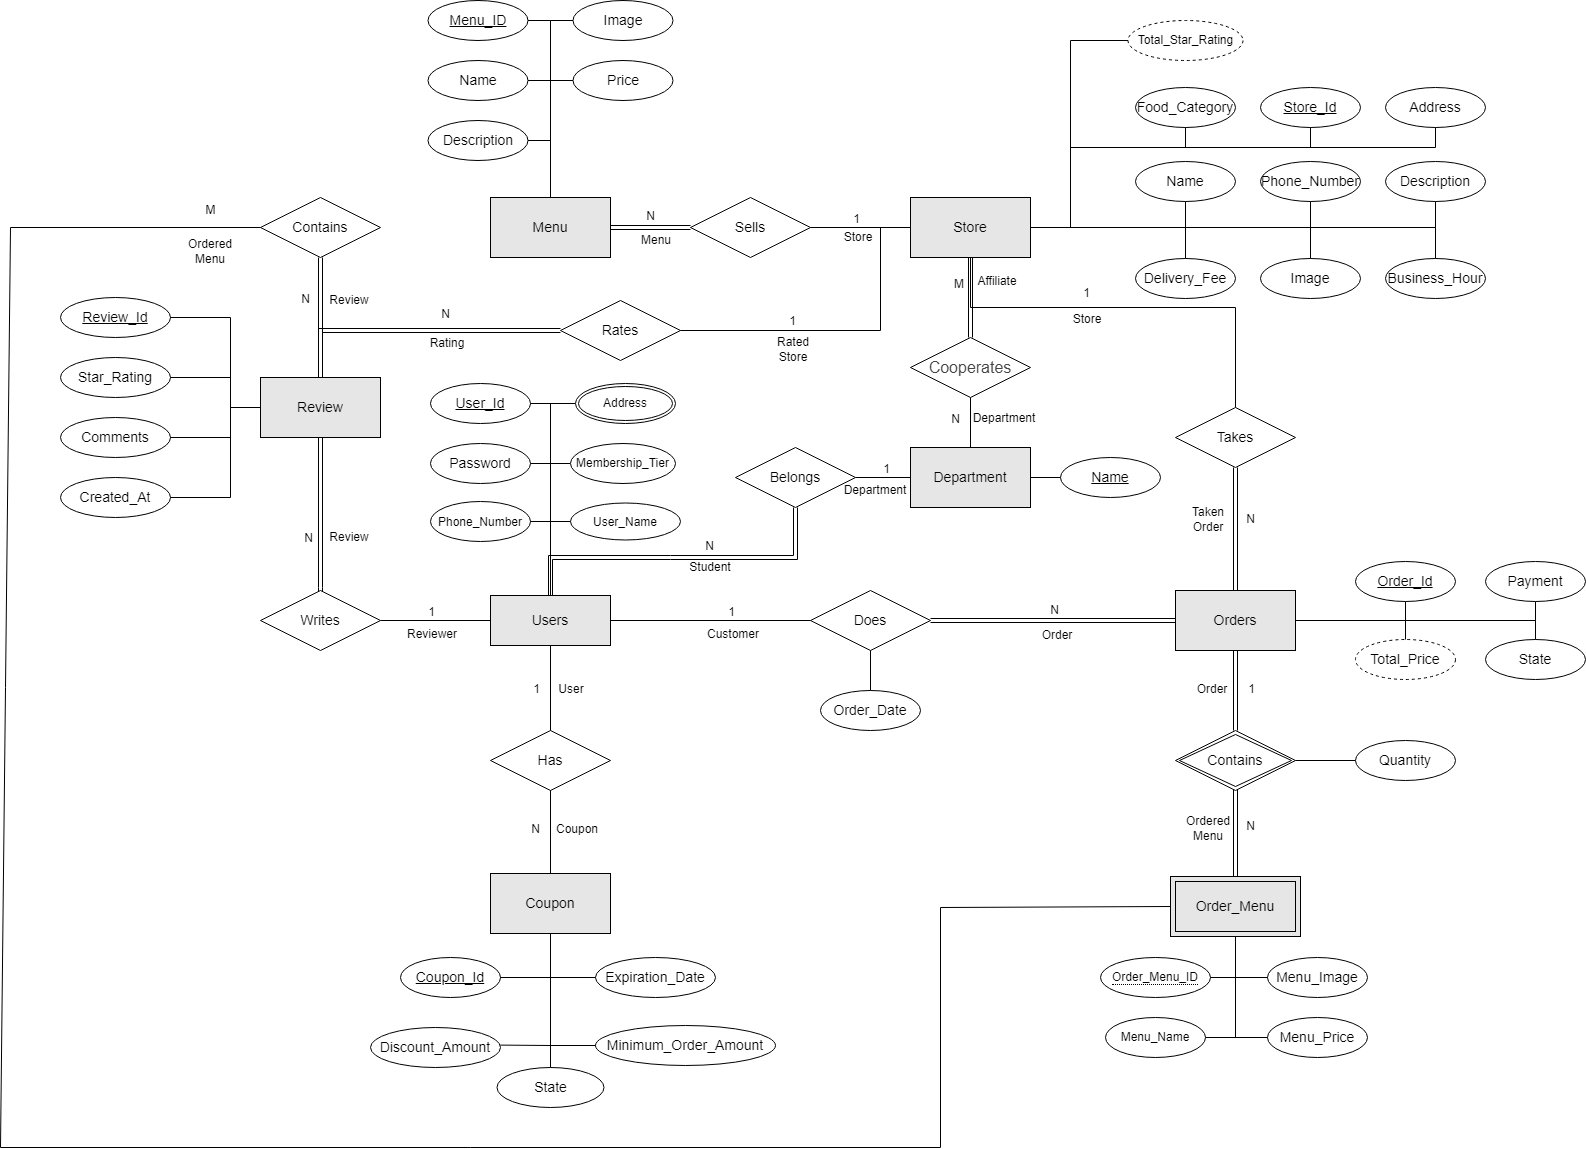 Menu_ID
Image
Total_Star_Rating
Name
Price
Food_Category
Store_Id
Address
Description
Name
Phone_Number
Description
M
Ordered
Menu
Contains
Menu
N
Menu
Sells
1
Store
Store
M
Affiliate
1
Store
Delivery_Fee
Image
Business_Hour
N
Review
Review_Id
N
Rating
Rates
1
Rated
Store
Star_Rating
Cooperates
Review
User_Id
Address
N
Department
Takes
Comments
Password
Membership_Tier
Belongs
1
Department
Department
Name
Created_At
Phone_Number
User_Name
Taken
Order
N
N
Review
N
Student
Order_Id
Payment
Writes
1
Reviewer
Users
1
Customer
Does
N
Order
Orders
Total_Price
State
1
User
Order_Date
Order
1
Has
Contains
Quantity
N
Coupon
Ordered
Menu
N
Coupon
Order_Menu
Coupon_Id
Expiration_Date
Order_Menu_ID
Menu_Image
Discount_Amount
Minimum_Order_Amount
Menu_Name
Menu_Price
State